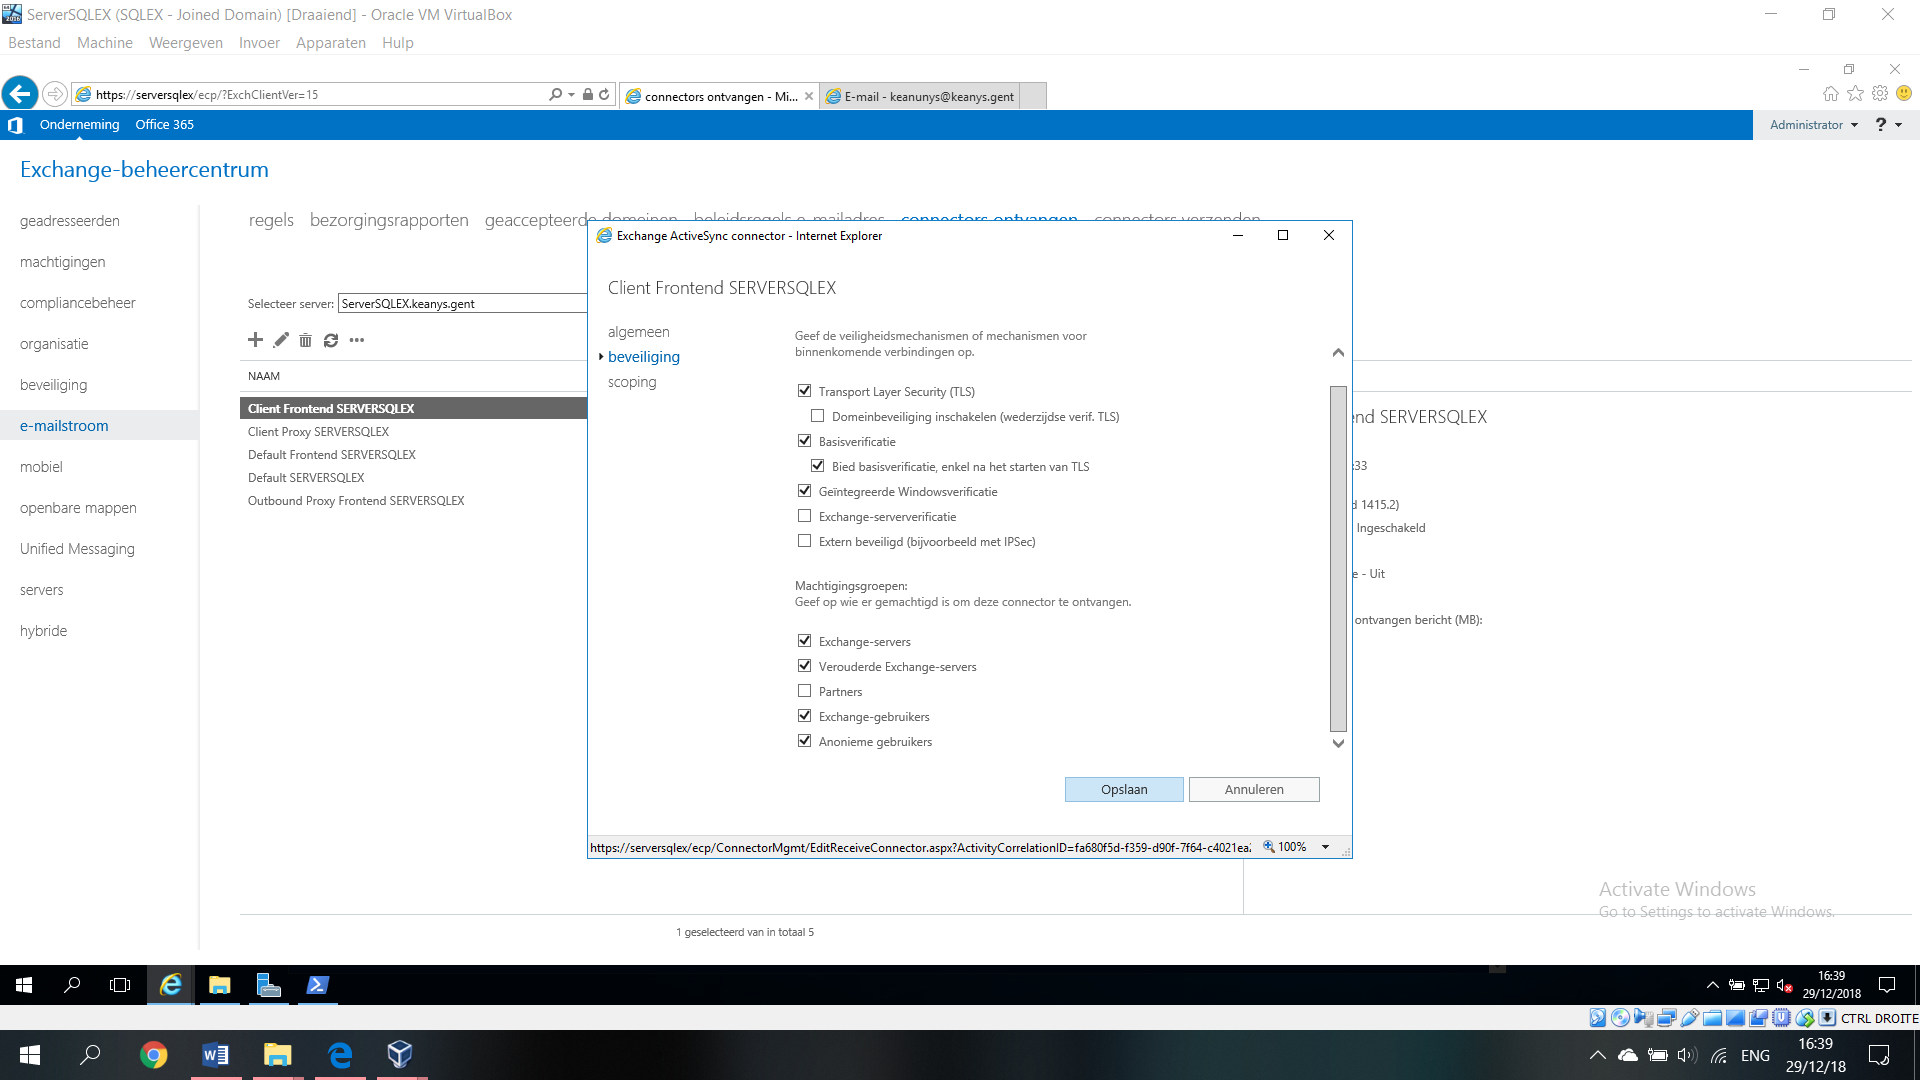 ServerSQLEX (SQLEX - Joined Domain) [Draaiend] - Oracle VM VirtualBox
Bestand Machine Weergeven Invoer Apparaten Hulp
https://serversqlex/ecp/?ExchClientVer=15
connectors ontvangen - Mi...
E-mail - keanunys@keanys.gent
Onderneming Office 365
Administrator ?
Exchange-beheercentrum
geadresseerden
machtigingen
compliancebeheer
organisatie
beveiliging
e-mailstroom
mobiel
openbare mappen
Unified Messaging
servers
hybride
regels bezorgingsrapporten geaccepteerde domeinen beleidsregels e-mailadres connectors ontvangen connectors verzenden
Selecteer server: ServerSQLEX.keanys.gent
NAAM
Client Frontend SERVERSQLEX
Client Proxy SERVERSQLEX
Default Frontend SERVERSQLEX
Default SERVERSQLEX
Outbound Proxy Frontend SERVERSQLEX
1 geselecteerd van in totaal 5
Exchange ActiveSync connector - Internet Explorer
Client Frontend SERVERSQLEX
algemeen
beveiliging
scoping
Geef de veiligheidsmechanismen of mechanismen voor
binnenkomende verbindingen op.
Transport Layer Security (TLS)
Domeinbeveiliging inschakelen (wederzijdse verif. TLS)
Basisverificatie
Bied basisverificatie, enkel na het starten van TLS
Geïntegreerde Windowsverificatie
Exchange-serververificatie
Extern beveiligd (bijvoorbeeld met IPSec)
Machtigingsgroepen:
Geef op wie er gemachtigd is om deze connector te ontvangen.
Exchange-servers
Verouderde Exchange-servers
Partners
Exchange-gebruikers
Anonieme gebruikers
Opslaan Annuleren
https://serversqlex/ecp/ConnectorMgmt/EditReceiveConnector.aspx?ActivityCorrelationID=fa680f5d-f359-d90f-7f64-c4021ea
100%
nd SERVERSQLEX
:33
d 1415.2)
Ingeschakeld
e - Uit
ontvangen bericht (MB):
Activate Windows
Go to Settings to activate Windows.
16:39
29/12/2018
CTRL DROITE
ENG
16:39
29/12/18